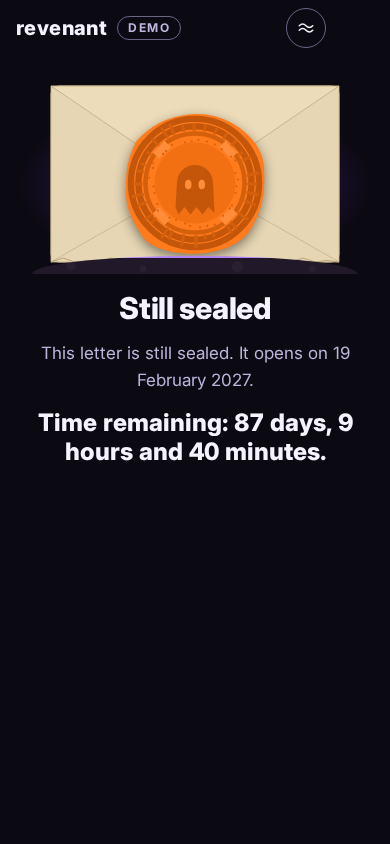 revenant
DEMO
Still sealed
This letter is still sealed. It opens on 19
February 2027.
Time remaining: 87 days, 9
hours and 40 minutes.